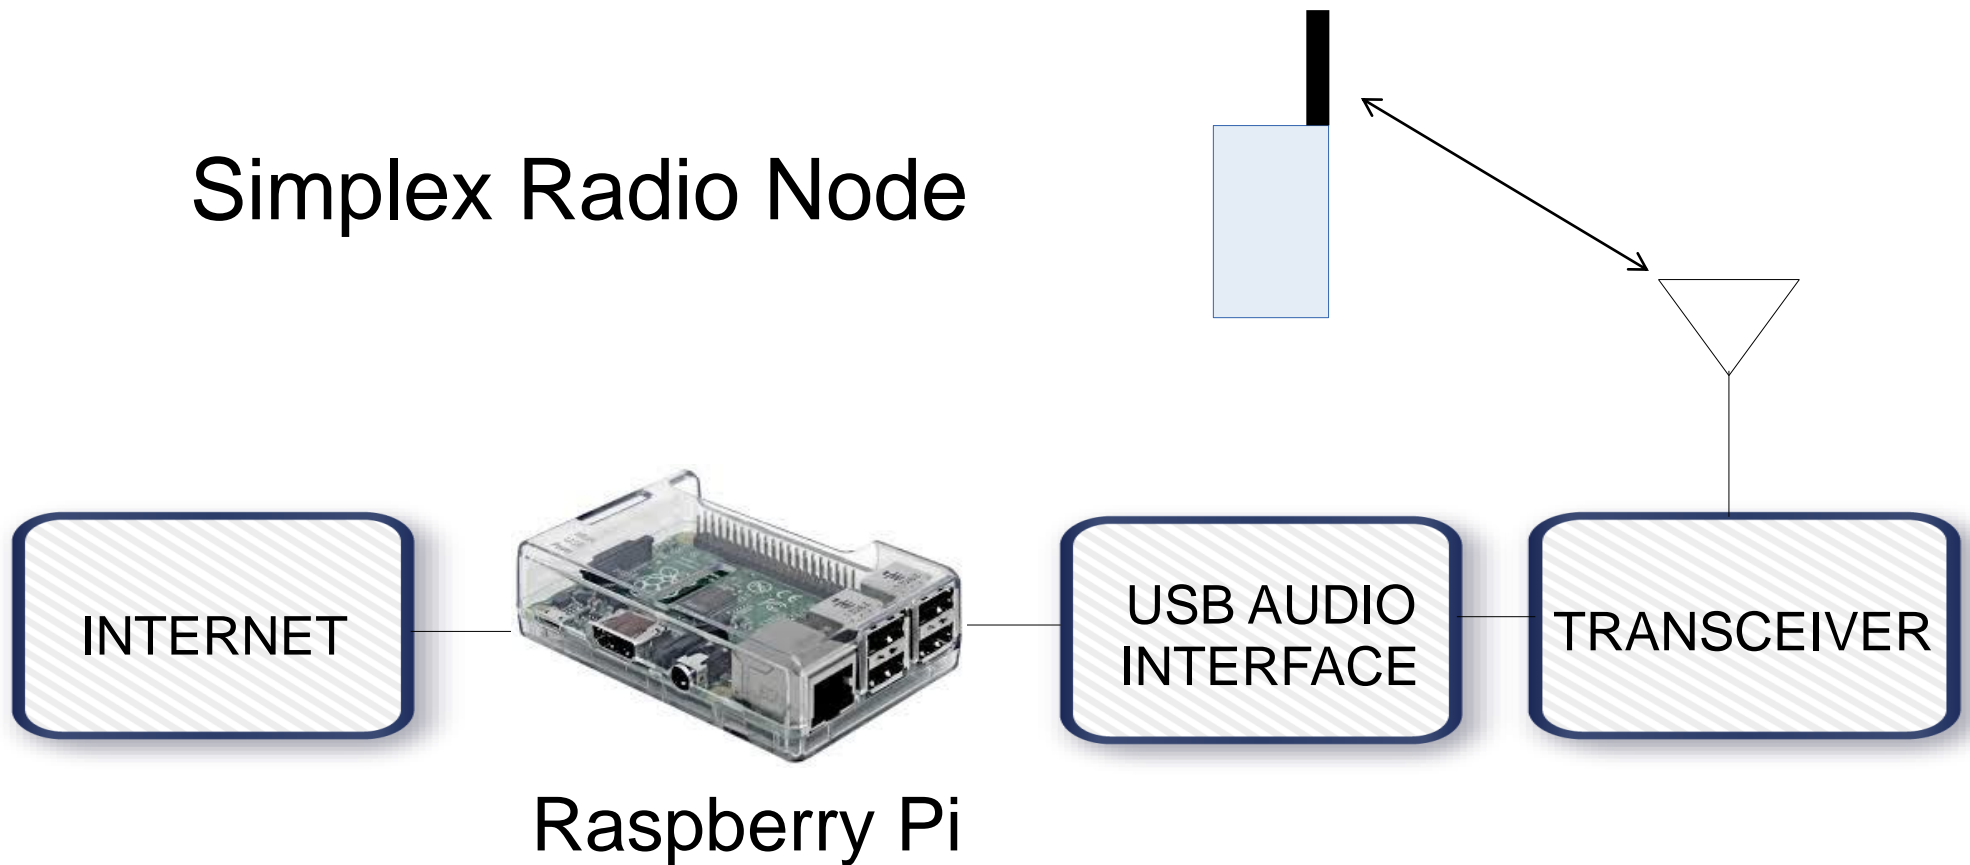 Simplex Radio Node
INTERNET
USB AUDIO
INTERFACE
TRANSCEIVER
Raspberry Pi